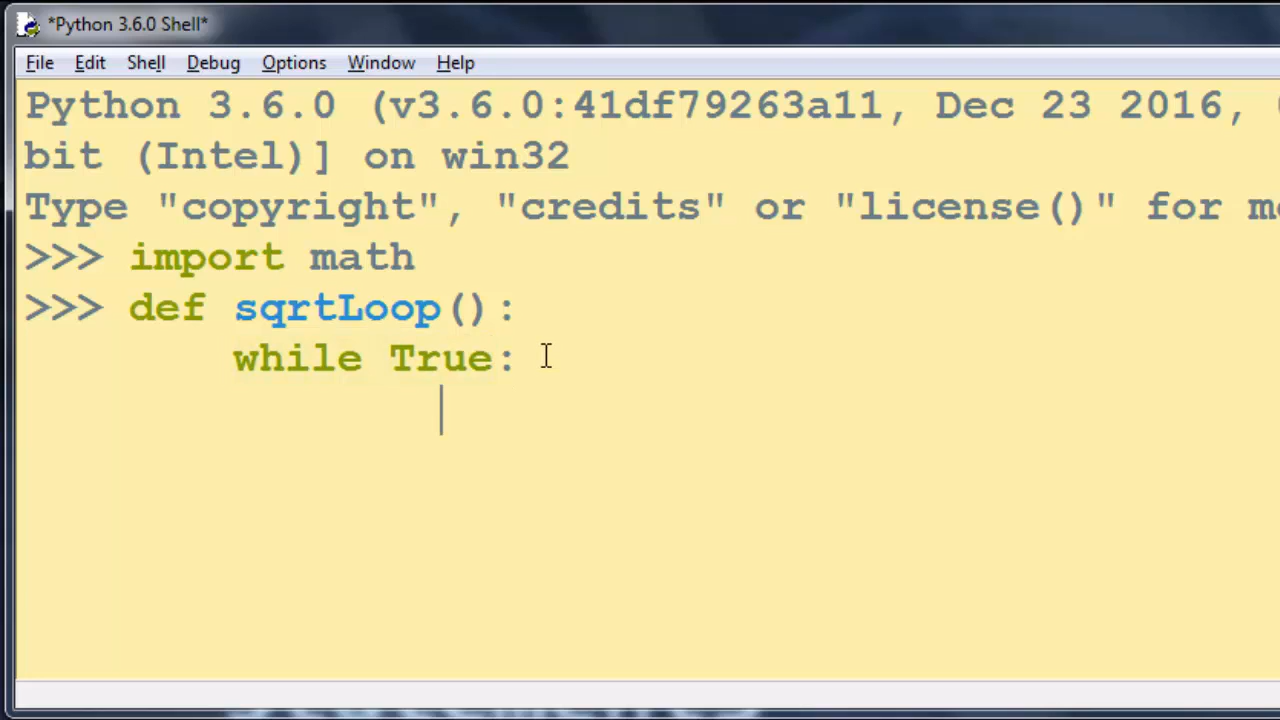 *Python 3.6.0 Shell*
File Edit Shell Debug Options Window Help
Python 3.6.0 (v3.6.0:41df79263a11, Dec 23 2016,
bit (Intel)] on win32
Type "copyright", "credits" or "license()" for
>>> import math
>>> def sqrtLoop():
while True: